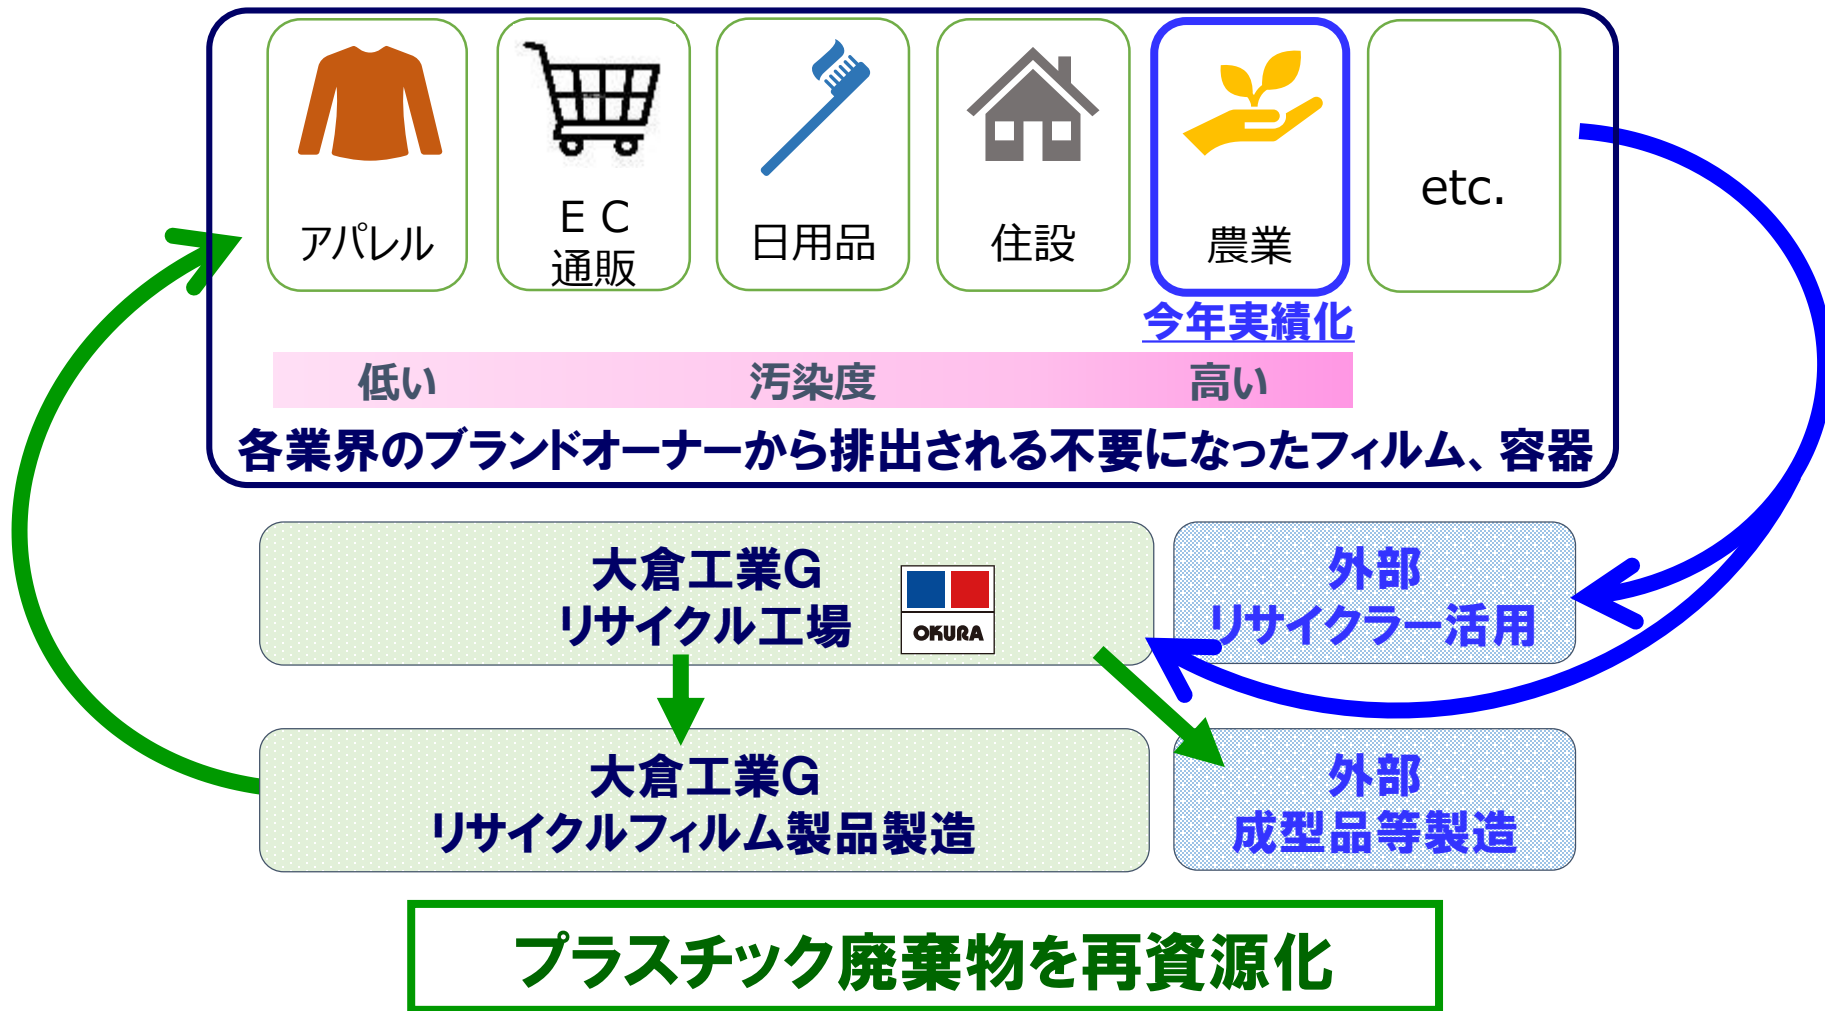 アパレル
ＥＣ
通販
日用品
住設
農業
etc.
今年実績化
低い
汚染度
高い
各業界のブランドオーナーから排出される不要になったフィルム、容器
大倉工業G
リサイクル工場
OKURA
外部
リサイクラー活用
大倉工業G
リサイクルフィルム製品製造
外部
成型品等製造
プラスチック廃棄物を再資源化